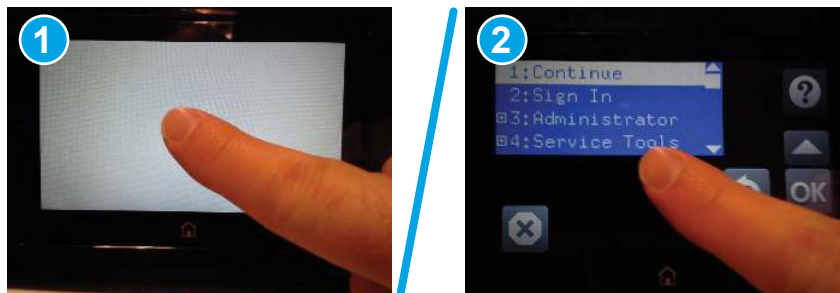 1
2
1:Continue
2:Sign In
3:Administrator
4:Service Tools
?
OK